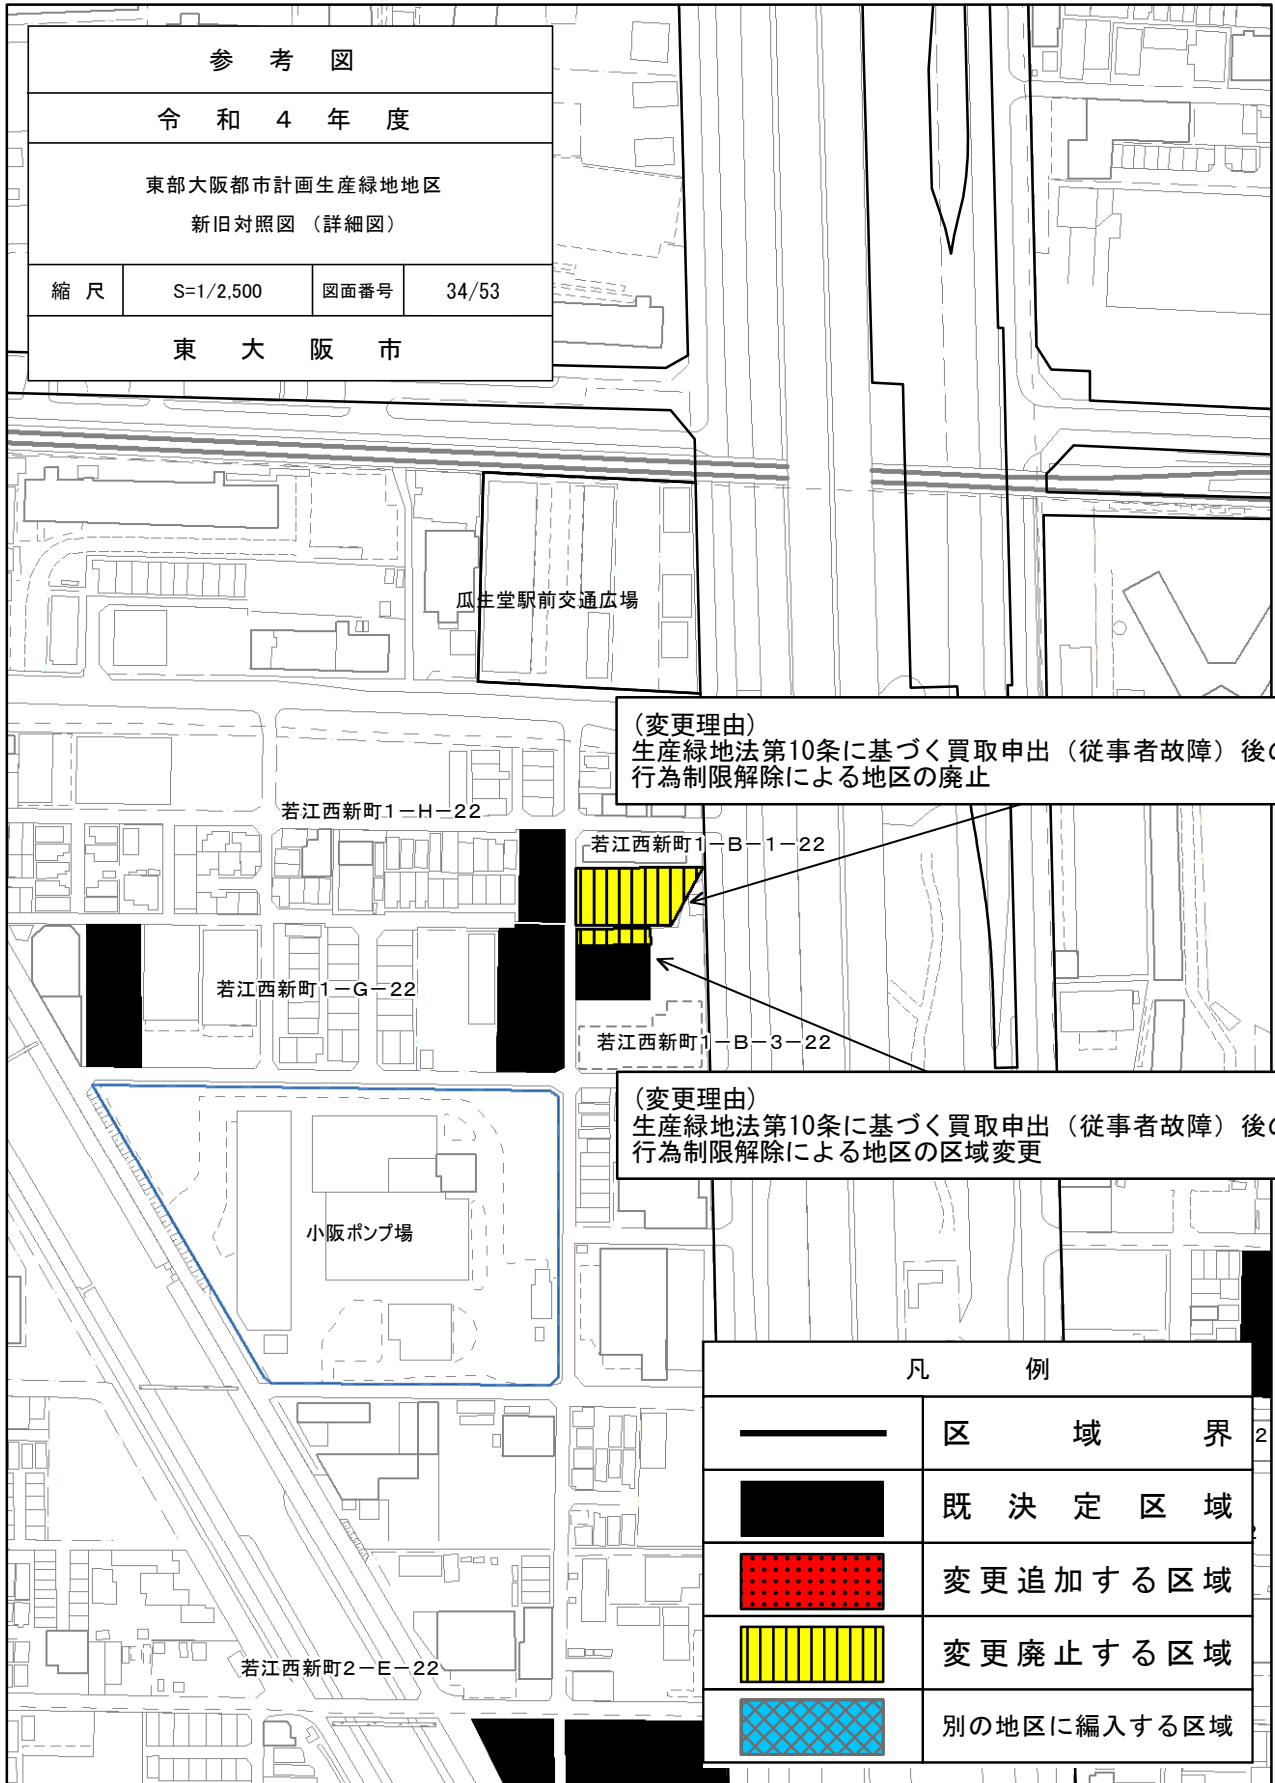 参考図
令和4年度
東部大阪都市計画生産緑地地区
新旧対照図（詳細図）
縮尺 S=1/2,500 図面番号 34/53
東大阪市
瓜生堂駅前交通広場
(変更理由)
生産緑地法第10条に基づく買取申出（従事者故障）後の
行為制限解除による地区の廃止
若江西新町1－H－22
若江西新町1－B－1－22
若江西新町1－G－22
若江西新町1－B－3－22
(変更理由)
生産緑地法第10条に基づく買取申出（従事者故障）後の
行為制限解除による地区の区域変更
小阪ポンプ場
凡例
区域界
2
既決定区域
変更追加する区域
変更廃止する区域
別の地区に編入する区域
若江西新町2－E－22